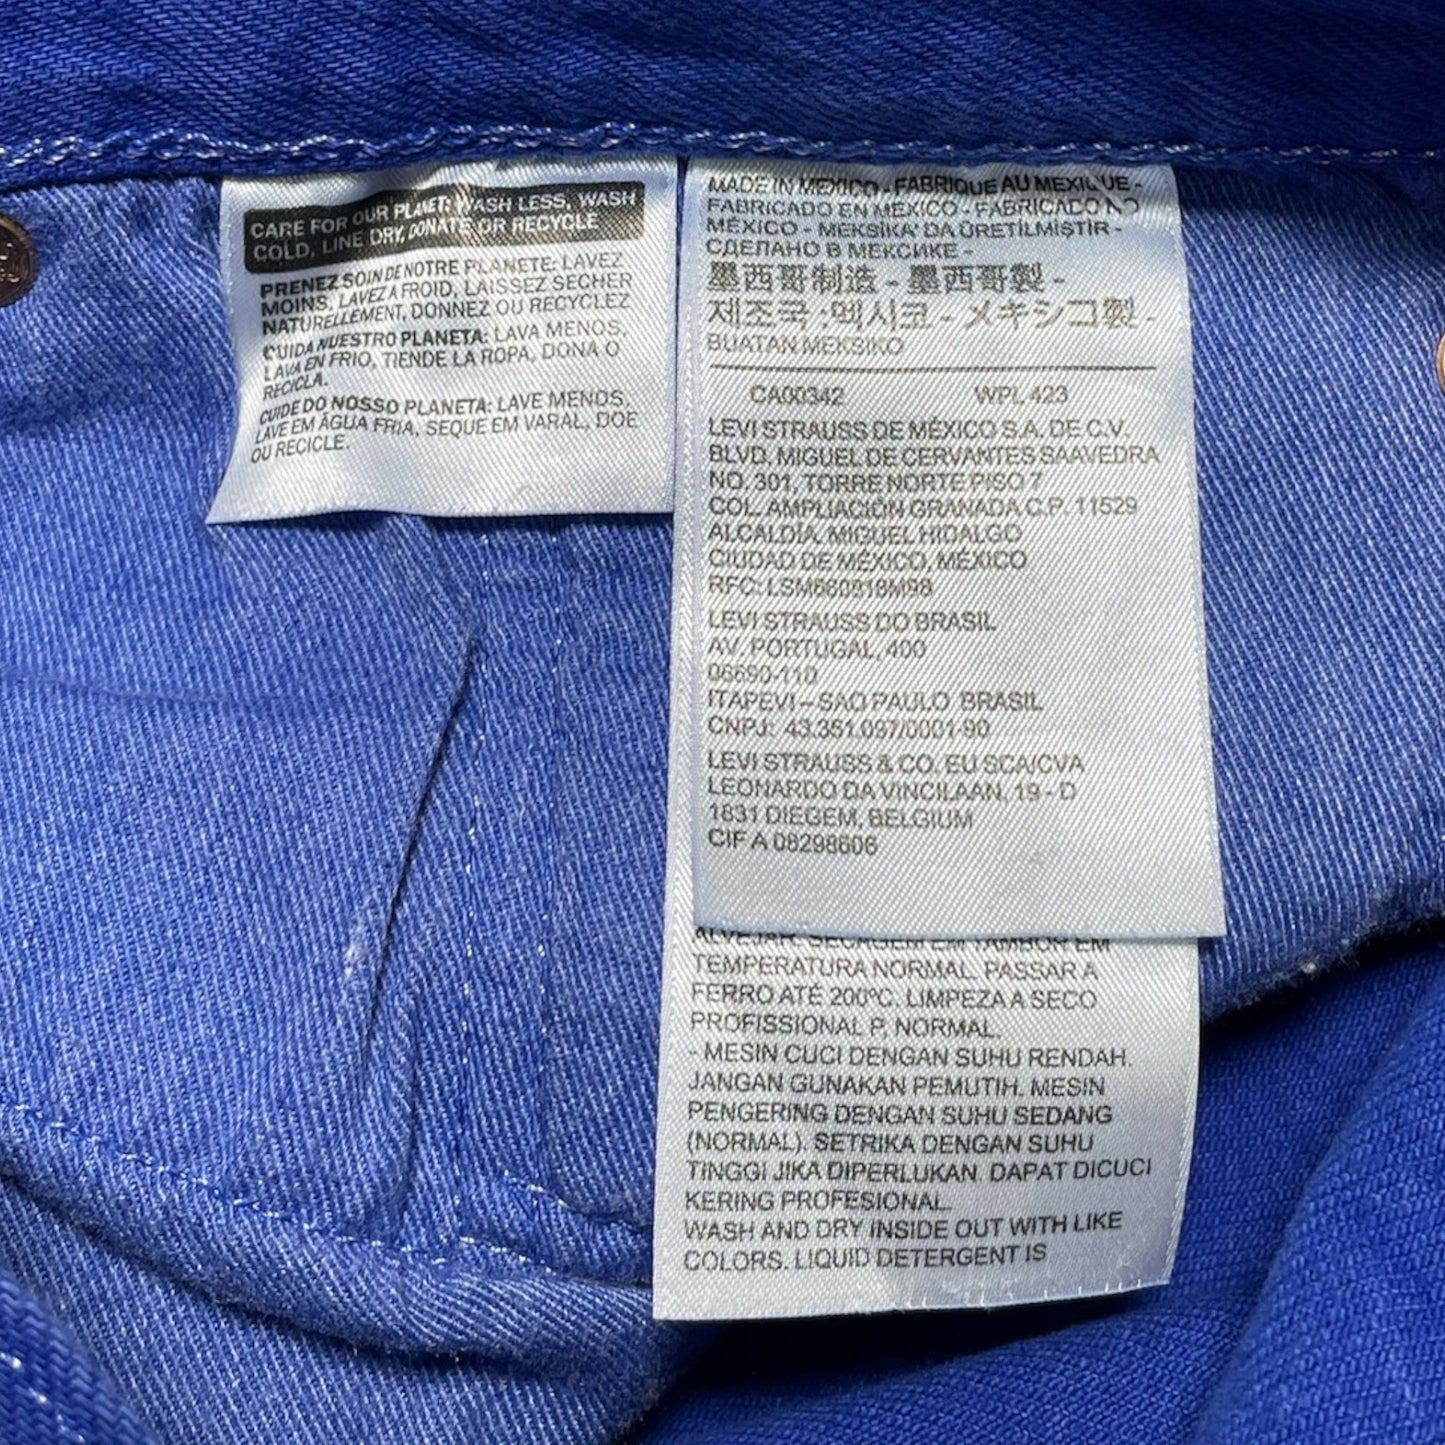 CARE FOR OUR PLANET: WASH LESS, WASH
COLD, LINE DRY, DONATE OR RECYCLE
PRENEZ SOIN DE NOTRE PLANETE: LAVEZ
MOINS, LAVEZ A FROID, LAISSEZ SECHER
NATURELLEMENT, DONNEZ OU RECYCLEZ
CUIDA NUESTRO PLANETA: LAVA MENOS,
LAVA EN FRIO, TIENDE LA ROPA, DONA O
RECICLA.
CUIDE DO NOSSO PLANETA: LAVE MENOS,
LAVE EM ÁGUA FRIA, SEQUE EM VARAL, DOE
OU RECICLE.
MADE IN MEXICO - FABRIQUE AU MEXIQUE -
FABRICADO EN MEXICO - FABRICADO NO
MÉXICO - MEKSİKA' DA ÜRETİLMİŞTİR -
СДЕЛАНО В МЕКСИКЕ -
墨西哥制造 - 墨西哥製 -
제조국 :멕시코 - メキシコ製 -
BUATAN MEKSIKO
CA00342 WPL 423
LEVI STRAUSS DE MÉXICO S.A. DE C.V.
BLVD. MIGUEL DE CERVANTES SAAVEDRA
NO. 301, TORRE NORTE PISO 7
COL. AMPLIACIÓN GRANADA C.P. 11529
ALCALDÍA, MIGUEL HIDALGO
CIUDAD DE MÉXICO, MÉXICO
RFC: LSM660818M98
LEVI STRAUSS DO BRASIL
AV. PORTUGAL, 400
06690-110
ITAPEVI – SAO PAULO BRASIL
CNPJ: 43.351.097/0001-90
LEVI STRAUSS & CO. EU SCA/CVA
LEONARDO DA VINCILAAN, 19 - D
1831 DIEGEM, BELGIUM
CIF A 08298606
ALVEJAR. SECAGEM EM TAMBOR EM
TEMPERATURA NORMAL. PASSAR A
FERRO ATÉ 200ºC. LIMPEZA A SECO
PROFISSIONAL P, NORMAL.
- MESIN CUCI DENGAN SUHU RENDAH.
JANGAN GUNAKAN PEMUTIH. MESIN
PENGERING DENGAN SUHU SEDANG
(NORMAL). SETRIKA DENGAN SUHU
TINGGI JIKA DIPERLUKAN. DAPAT DICUCI
KERING PROFESIONAL.
WASH AND DRY INSIDE OUT WITH LIKE
COLORS. LIQUID DETERGENT IS